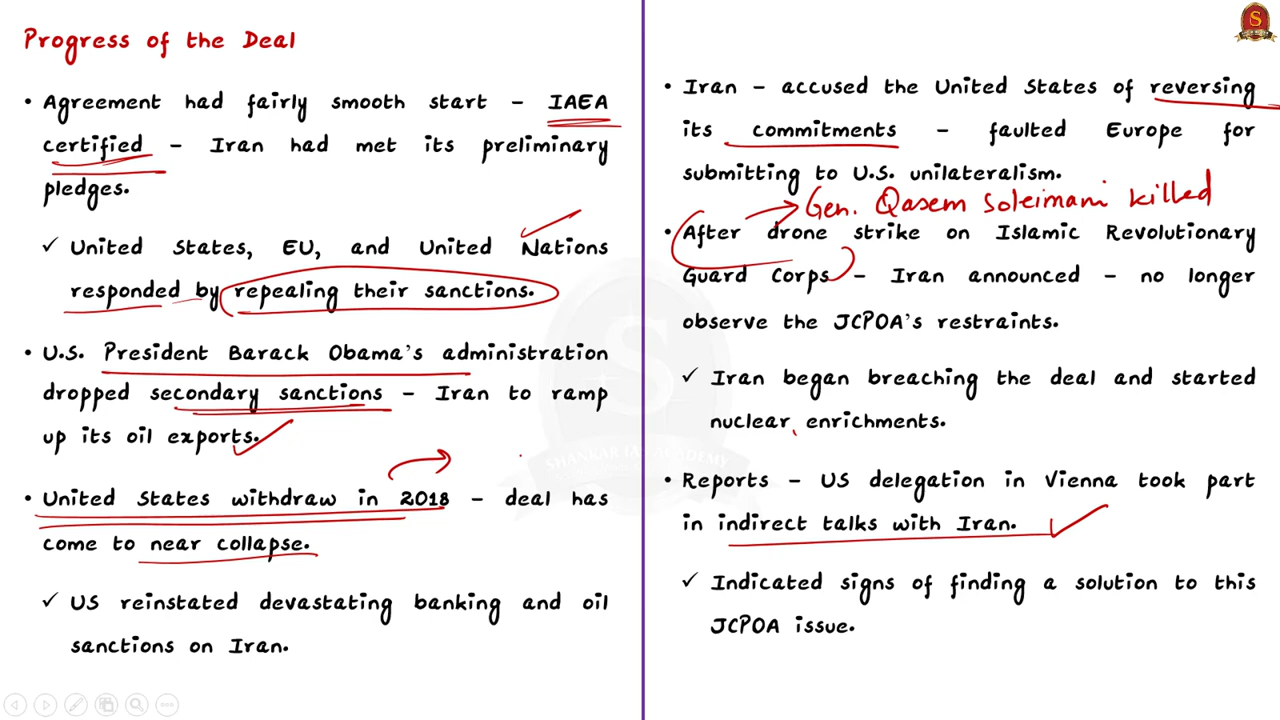 Progress of the Deal
• Agreement had fairly smooth start – IAEA
certified – Iran had met its preliminary
pledges.
✓ United States, EU, and United Nations
responded by repealing their sanctions.
• U.S. President Barack Obama's administration
dropped secondary sanctions – Iran to ramp
up its oil exports.
• United States withdraw in 2018 – deal has
come to near collapse.
✓ US reinstated devastating banking and oil
sanctions on Iran.
• Iran – accused the United States of reversing
its commitments – faulted Europe for
submitting to U.S. unilateralism.
Gen. Qasem Soleimani killed
• After drone strike on Islamic Revolutionary
Guard Corps – Iran announced – no longer
observe the JCPOA's restraints.
✓ Iran began breaching the deal and started
nuclear enrichments.
• Reports – US delegation in Vienna took part
in indirect talks with Iran.
✓ Indicated signs of finding a solution to this
JCPOA issue.
S
SHANKAR IAS ACADEMY